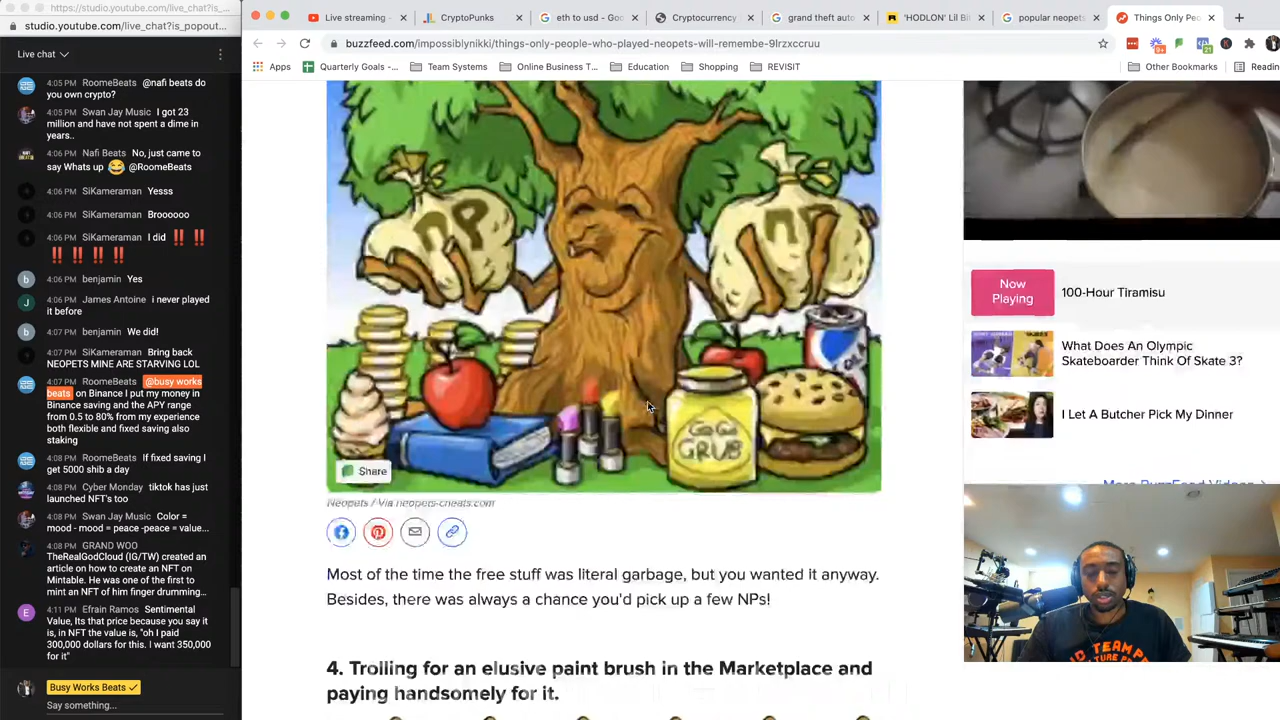 https://studio.youtube.com/live_chat?is_popout...
studio.youtube.com/live_chat?is_popout...
Live chat
4:05 PM RoomeBeats @nafi beats do
you own crypto?
4:05 PM Swan Jay Music I got 23
million and have not spent a dime in
years..
4:06 PM Nafi Beats No, just came to
say Whats up 😂 @RoomeBeats
4:06 PM SiKameraman Yesss
4:06 PM SiKameraman Broooooo
4:06 PM SiKameraman I did ‼️ ‼️
‼️ ‼️ ‼️ ‼️
4:06 PM benjamin Yes
4:06 PM James Antoine i never played
it before
4:07 PM benjamin We did!
4:07 PM SiKameraman Bring back
NEOPETS MINE ARE STARVING LOL
4:07 PM RoomeBeats @busy works
beats on Binance I put my money in
Binance saving and the APY range
from 0.5 to 80% from my experience
both flexible and fixed saving also
staking
4:08 PM RoomeBeats If fixed saving I
get 5000 shib a day
4:08 PM Cyber Monday tiktok has just
launched NFT's too
4:08 PM Swan Jay Music Color =
mood - mood = peace -peace = value...
4:08 PM GRAND WOO
TheRealGodCloud (IG/TW) created an
article on how to create an NFT on
Mintable. He was one of the first to
mint an NFT of him finger drumming...
4:11 PM Efrain Ramos Sentimental
Value, Its that price because you say it
is, in NFT the value is, "oh I paid
300,000 dollars for this. I want 350,000
for it"
Busy Works Beats ✓
Say something...
Live streaming -
CryptoPunks
eth to usd - Goo
Cryptocurrency
grand theft auto
'HODLON' Lil Bi
popular neopets
Things Only Peo
buzzfeed.com/impossiblynikki/things-only-people-who-played-neopets-will-remembe-9lrzxccruu
Apps
Quarterly Goals -...
Team Systems
Online Business T...
Education
Shopping
REVISIT
Other Bookmarks
Readin
NP
GRUB
Share
Neopets / Via neopets-cheats.com
Most of the time the free stuff was literal garbage, but you wanted it anyway.
Besides, there was always a chance you'd pick up a few NPs!
4. Trolling for an elusive paint brush in the Marketplace and
paying handsomely for it.
Now
Playing
100-Hour Tiramisu
What Does An Olympic
Skateboarder Think Of Skate 3?
I Let A Butcher Pick My Dinner
More BuzzFeed Videos